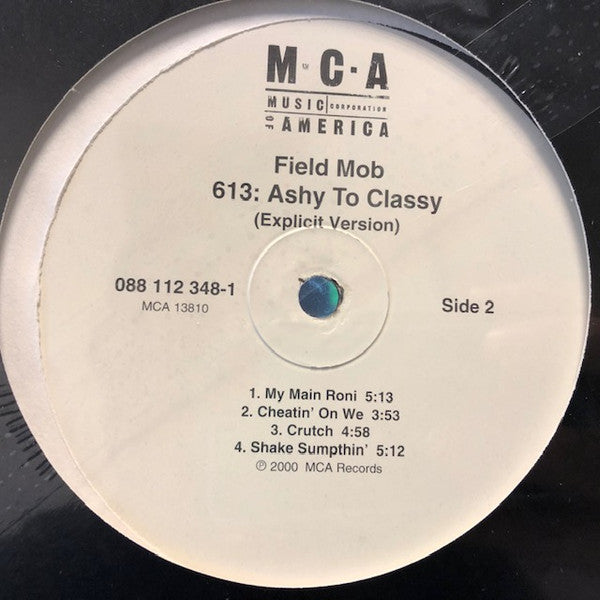 M·C·A
MUSIC CORPORATION
OF AMERICA
Field Mob
613: Ashy To Classy
(Explicit Version)
088 112 348-1
MCA 13810
Side 2
1. My Main Roni 5:13
2. Cheatin' On We 3:53
3. Crutch 4:58
4. Shake Sumpthin' 5:12
℗ 2000 MCA Records